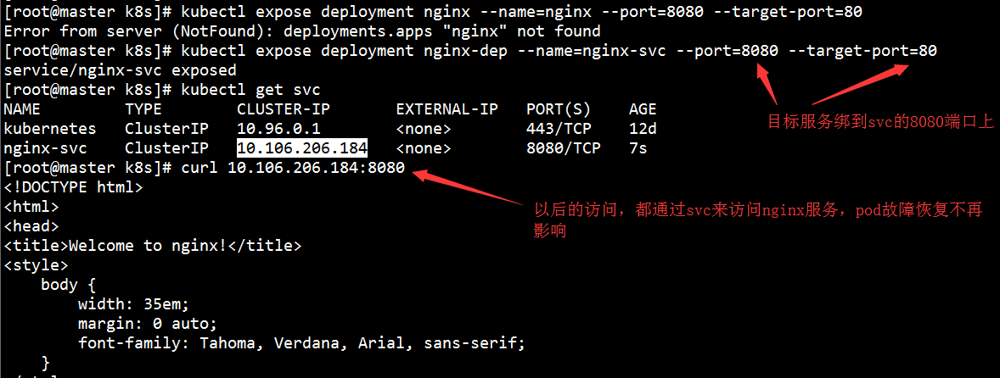 [root@master k8s]# kubectl expose deployment nginx --name=nginx --port=8080 --target-port=80
Error from server (NotFound): deployments.apps "nginx" not found
[root@master k8s]# kubectl expose deployment nginx-dep --name=nginx-svc --port=8080 --target-port=80
service/nginx-svc exposed
[root@master k8s]# kubectl get svc
NAME TYPE CLUSTER-IP EXTERNAL-IP PORT(S) AGE
kubernetes ClusterIP 10.96.0.1 <none> 443/TCP 12d
nginx-svc ClusterIP 10.106.206.184 <none> 8080/TCP 7s
目标服务绑到svc的8080端口上
[root@master k8s]# curl 10.106.206.184:8080
<!DOCTYPE html>
<html>
<head>
<title>Welcome to nginx!</title>
<style>
body {
width: 35em;
margin: 0 auto;
font-family: Tahoma, Verdana, Arial, sans-serif;
}
以后的访问，都通过svc来访问nginx服务，pod故障恢复不再
影响